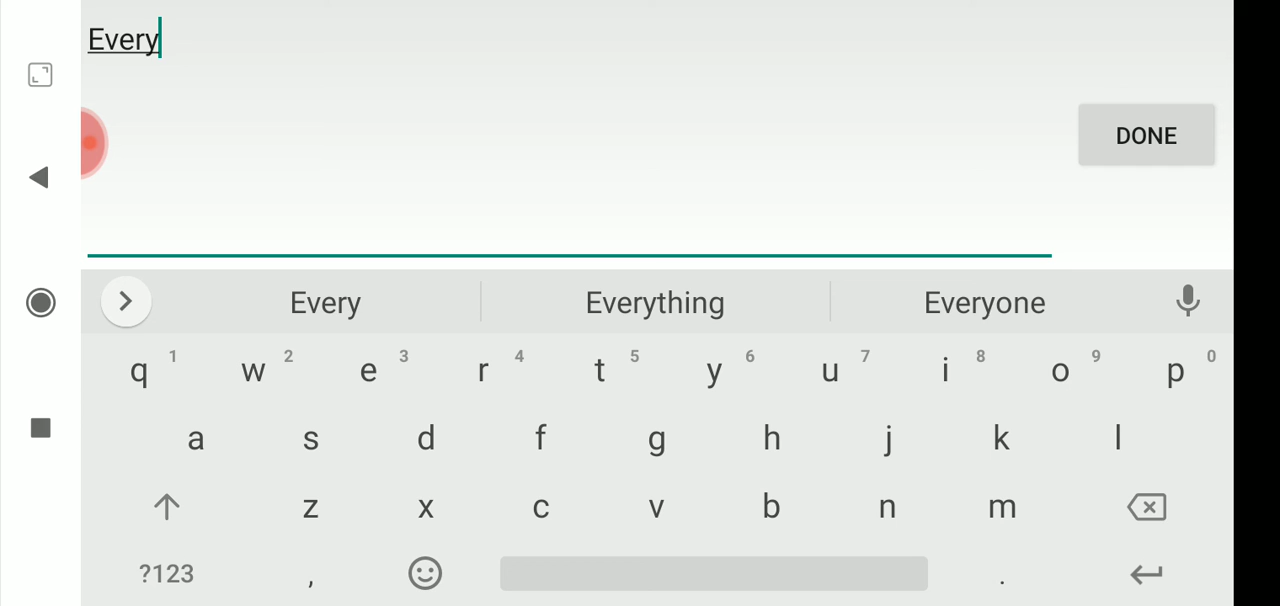 Every
DONE
Every Everything Everyone
q 1 w 2 e 3 r 4 t 5 y 6 u 7 i 8 o 9 p 0
a s d f g h j k l
z x c v b n m
?123 , .